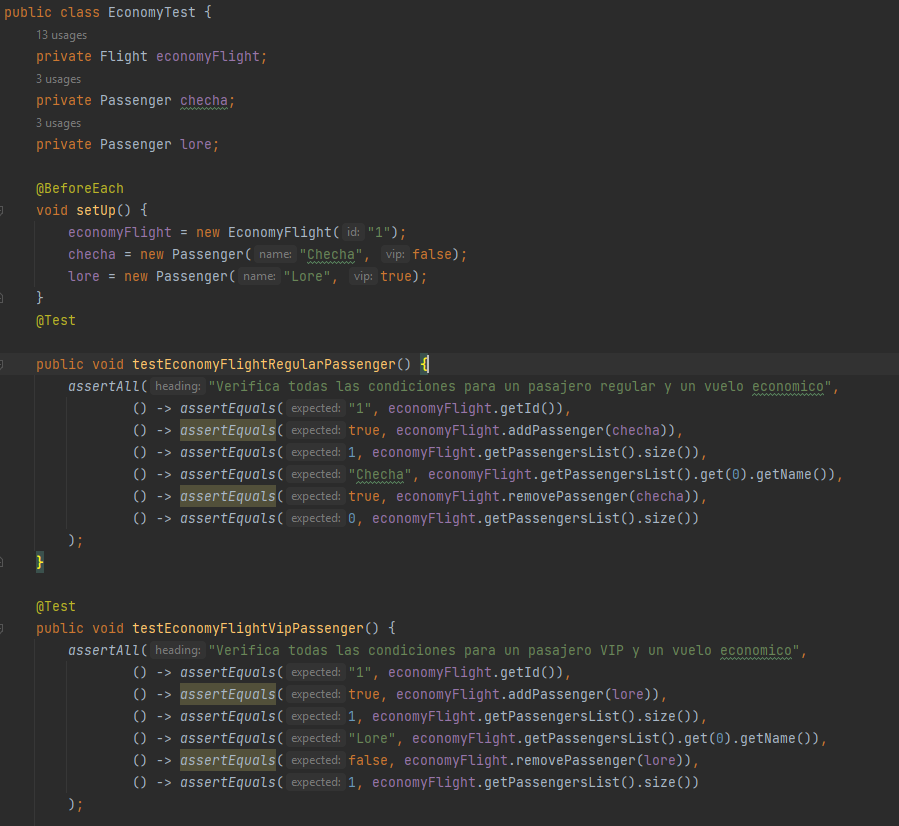 public class EconomyTest {
13 usages
private Flight economyFlight;
3 usages
private Passenger checha;
3 usages
private Passenger lore;
@BeforeEach
void setUp() {
economyFlight = new EconomyFlight( id: "1");
checha = new Passenger( name: "Checha", vip: false);
lore = new Passenger( name: "Lore", vip: true);
}
@Test
public void testEconomyFlightRegularPassenger() {
assertAll( heading: "Verifica todas las condiciones para un pasajero regular y un vuelo economico",
() -> assertEquals( expected: "1", economyFlight.getId()),
() -> assertEquals( expected: true, economyFlight.addPassenger(checha)),
() -> assertEquals( expected: 1, economyFlight.getPassengersList().size()),
() -> assertEquals( expected: "Checha", economyFlight.getPassengersList().get(0).getName()),
() -> assertEquals( expected: true, economyFlight.removePassenger(checha)),
() -> assertEquals( expected: 0, economyFlight.getPassengersList().size())
);
}
@Test
public void testEconomyFlightVipPassenger() {
assertAll( heading: "Verifica todas las condiciones para un pasajero VIP y un vuelo economico",
() -> assertEquals( expected: "1", economyFlight.getId()),
() -> assertEquals( expected: true, economyFlight.addPassenger(lore)),
() -> assertEquals( expected: 1, economyFlight.getPassengersList().size()),
() -> assertEquals( expected: "Lore", economyFlight.getPassengersList().get(0).getName()),
() -> assertEquals( expected: false, economyFlight.removePassenger(lore)),
() -> assertEquals( expected: 1, economyFlight.getPassengersList().size())
);